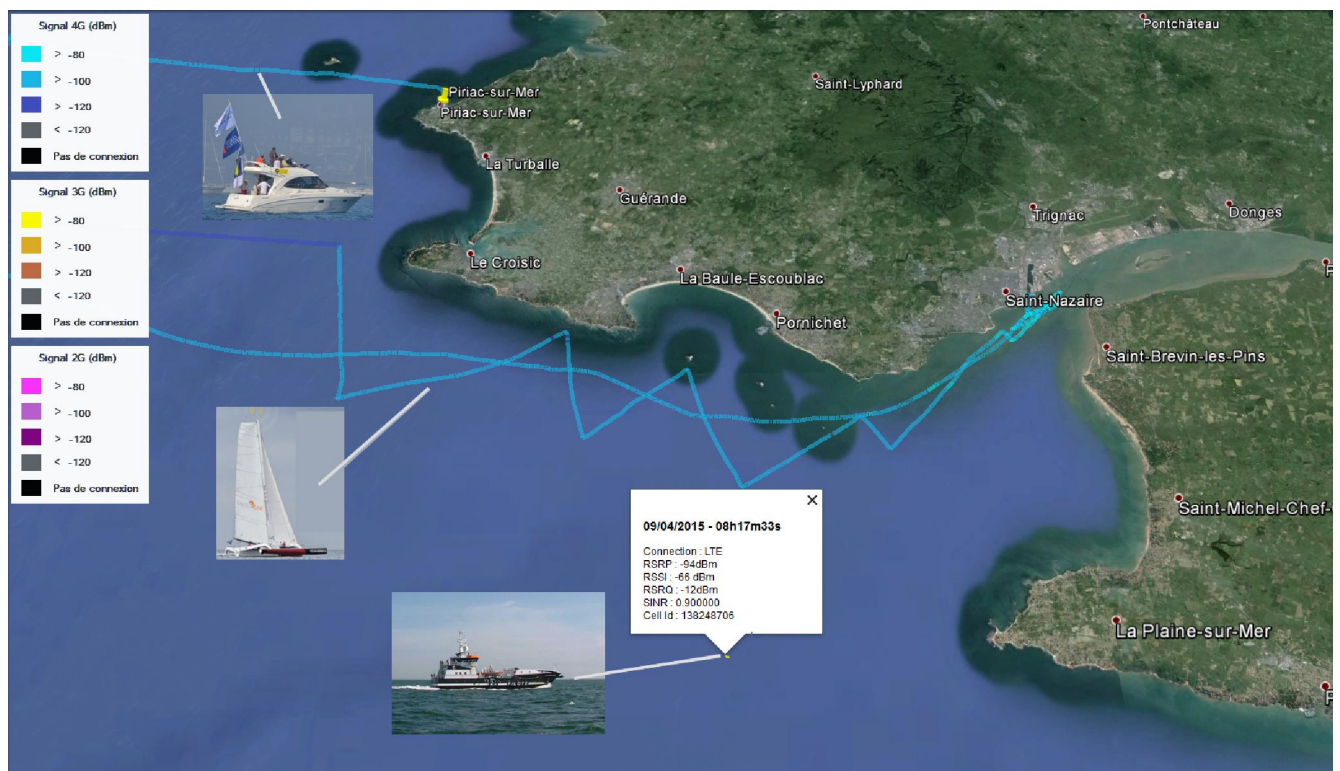 Signal 4G (dBm)
> -80
> -100
> -120
< -120
Pas de connexion
Signal 3G (dBm)
> -80
> -100
> -120
< -120
Pas de connexion
Signal 2G (dBm)
> -80
> -100
> -120
< -120
Pas de connexion
Pontchâteau
Saint-Lyphard
Piriac-sur-Mer
Piriac-sur-Mer
La Turballe
Guérande
Trignac
Donges
Le Croisic
La Baule-Escoublac
Saint-Nazaire
Pornichet
Saint-Brevin-les-Pins
Saint-Michel-Chef-
La Plaine-sur-Mer
09/04/2015 - 08h17m33s
Connection : LTE
RSRP : -94dBm
RSSI : -66 dBm
RSRQ : -12dBm
SINR : 0.900000
Cell id : 138248706